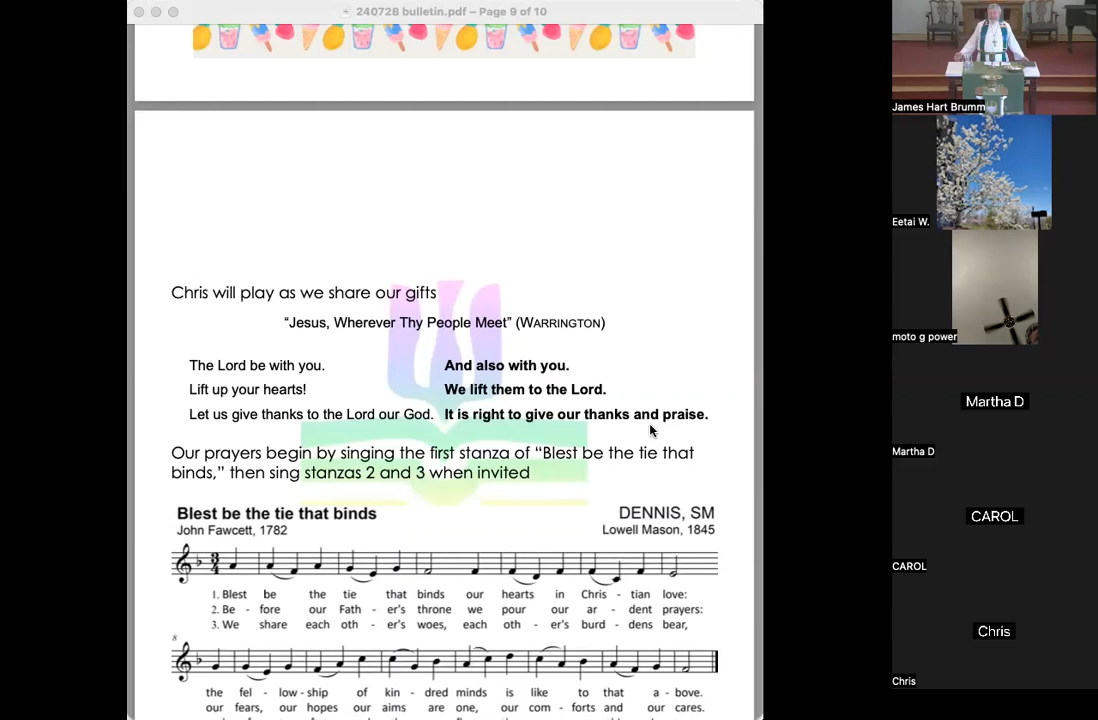 240728 bulletin.pdf – Page 9 of 10
Chris will play as we share our gifts
“Jesus, Wherever Thy People Meet” (WARRINGTON)
The Lord be with you. And also with you.
Lift up your hearts! We lift them to the Lord.
Let us give thanks to the Lord our God. It is right to give our thanks and praise.
Our prayers begin by singing the first stanza of “Blest be the tie that
binds,” then sing stanzas 2 and 3 when invited
Blest be the tie that binds DENNIS, SM
John Fawcett, 1782 Lowell Mason, 1845
3
4
1. Blest be the tie that binds our hearts in Chris - tian love:
2. Be - fore our Fath - er's throne we pour our ar - dent prayers:
3. We share each oth - er's woes, each oth - er's burd - dens bear,
8
the fel - low - ship of kin - dred minds is like to that a - bove.
our fears, our hopes our aims are one, our com - forts and our cares.
James Hart Brumm
Eetai W.
moto g power
Martha D
Martha D
CAROL
CAROL
Chris
Chris